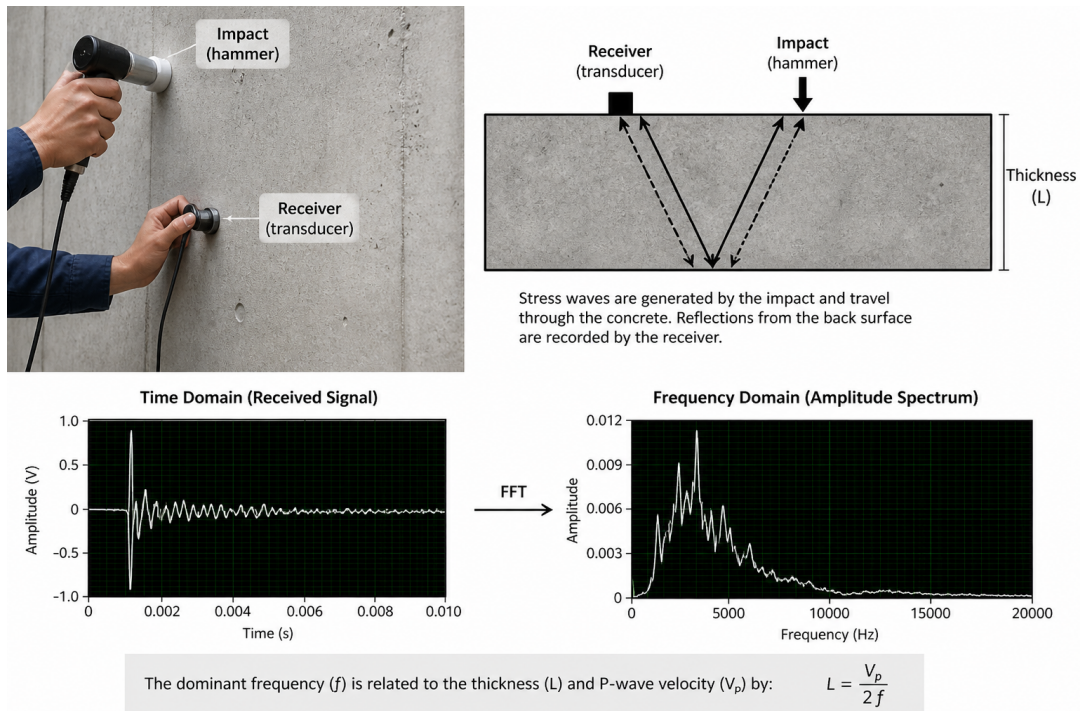 Impact
(hammer)
Receiver
(transducer)
Receiver
(transducer)
Impact
(hammer)
Thickness
(L)
Stress waves are generated by the impact and travel
through the concrete. Reflections from the back surface
are recorded by the receiver.
Time Domain (Received Signal)
Amplitude (V)
1.0
0.5
0
−0.5
−1.0
0 0.002 0.004 0.006 0.008 0.010
Time (s)
FFT
Frequency Domain (Amplitude Spectrum)
Amplitude
0.012
0.009
0.006
0.003
0
0 5000 10000 15000 20000
Frequency (Hz)
The dominant frequency (f) is related to the thickness (L) and P-wave velocity (Vp) by: L = Vp / 2 f